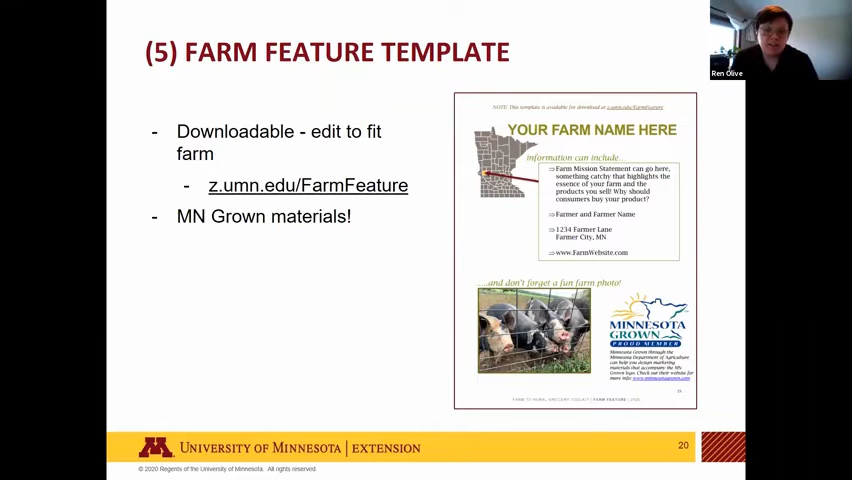 (5) FARM FEATURE TEMPLATE
Ren Olive
- Downloadable - edit to fit
farm
- z.umn.edu/FarmFeature
- MN Grown materials!
NOTE: This template is available for download at z.umn.edu/FarmFeature
YOUR FARM NAME HERE
information can include...
⇒Farm Mission Statement can go here,
something catchy that highlights the
essence of your farm and the
products you sell! Why should
consumers buy your product?
⇒Farmer and Farmer Name
⇒1234 Farmer Lane
Farmer City, MN
⇒www.FarmWebsite.com
.....and don't forget a fun farm photo!
MINNESOTA
GROWN
PROUD MEMBER
Minnesota Grown through the
Minnesota Department of Agriculture
can help you design marketing
materials that accompany the MN
Grown logo. Check out their website for
more info: www.minnesotagrown.com
FARM TO RURAL GROCERY TOOLKIT | FARM FEATURE | 2020
M UNIVERSITY OF MINNESOTA | EXTENSION
20
© 2020 Regents of the University of Minnesota. All rights reserved.